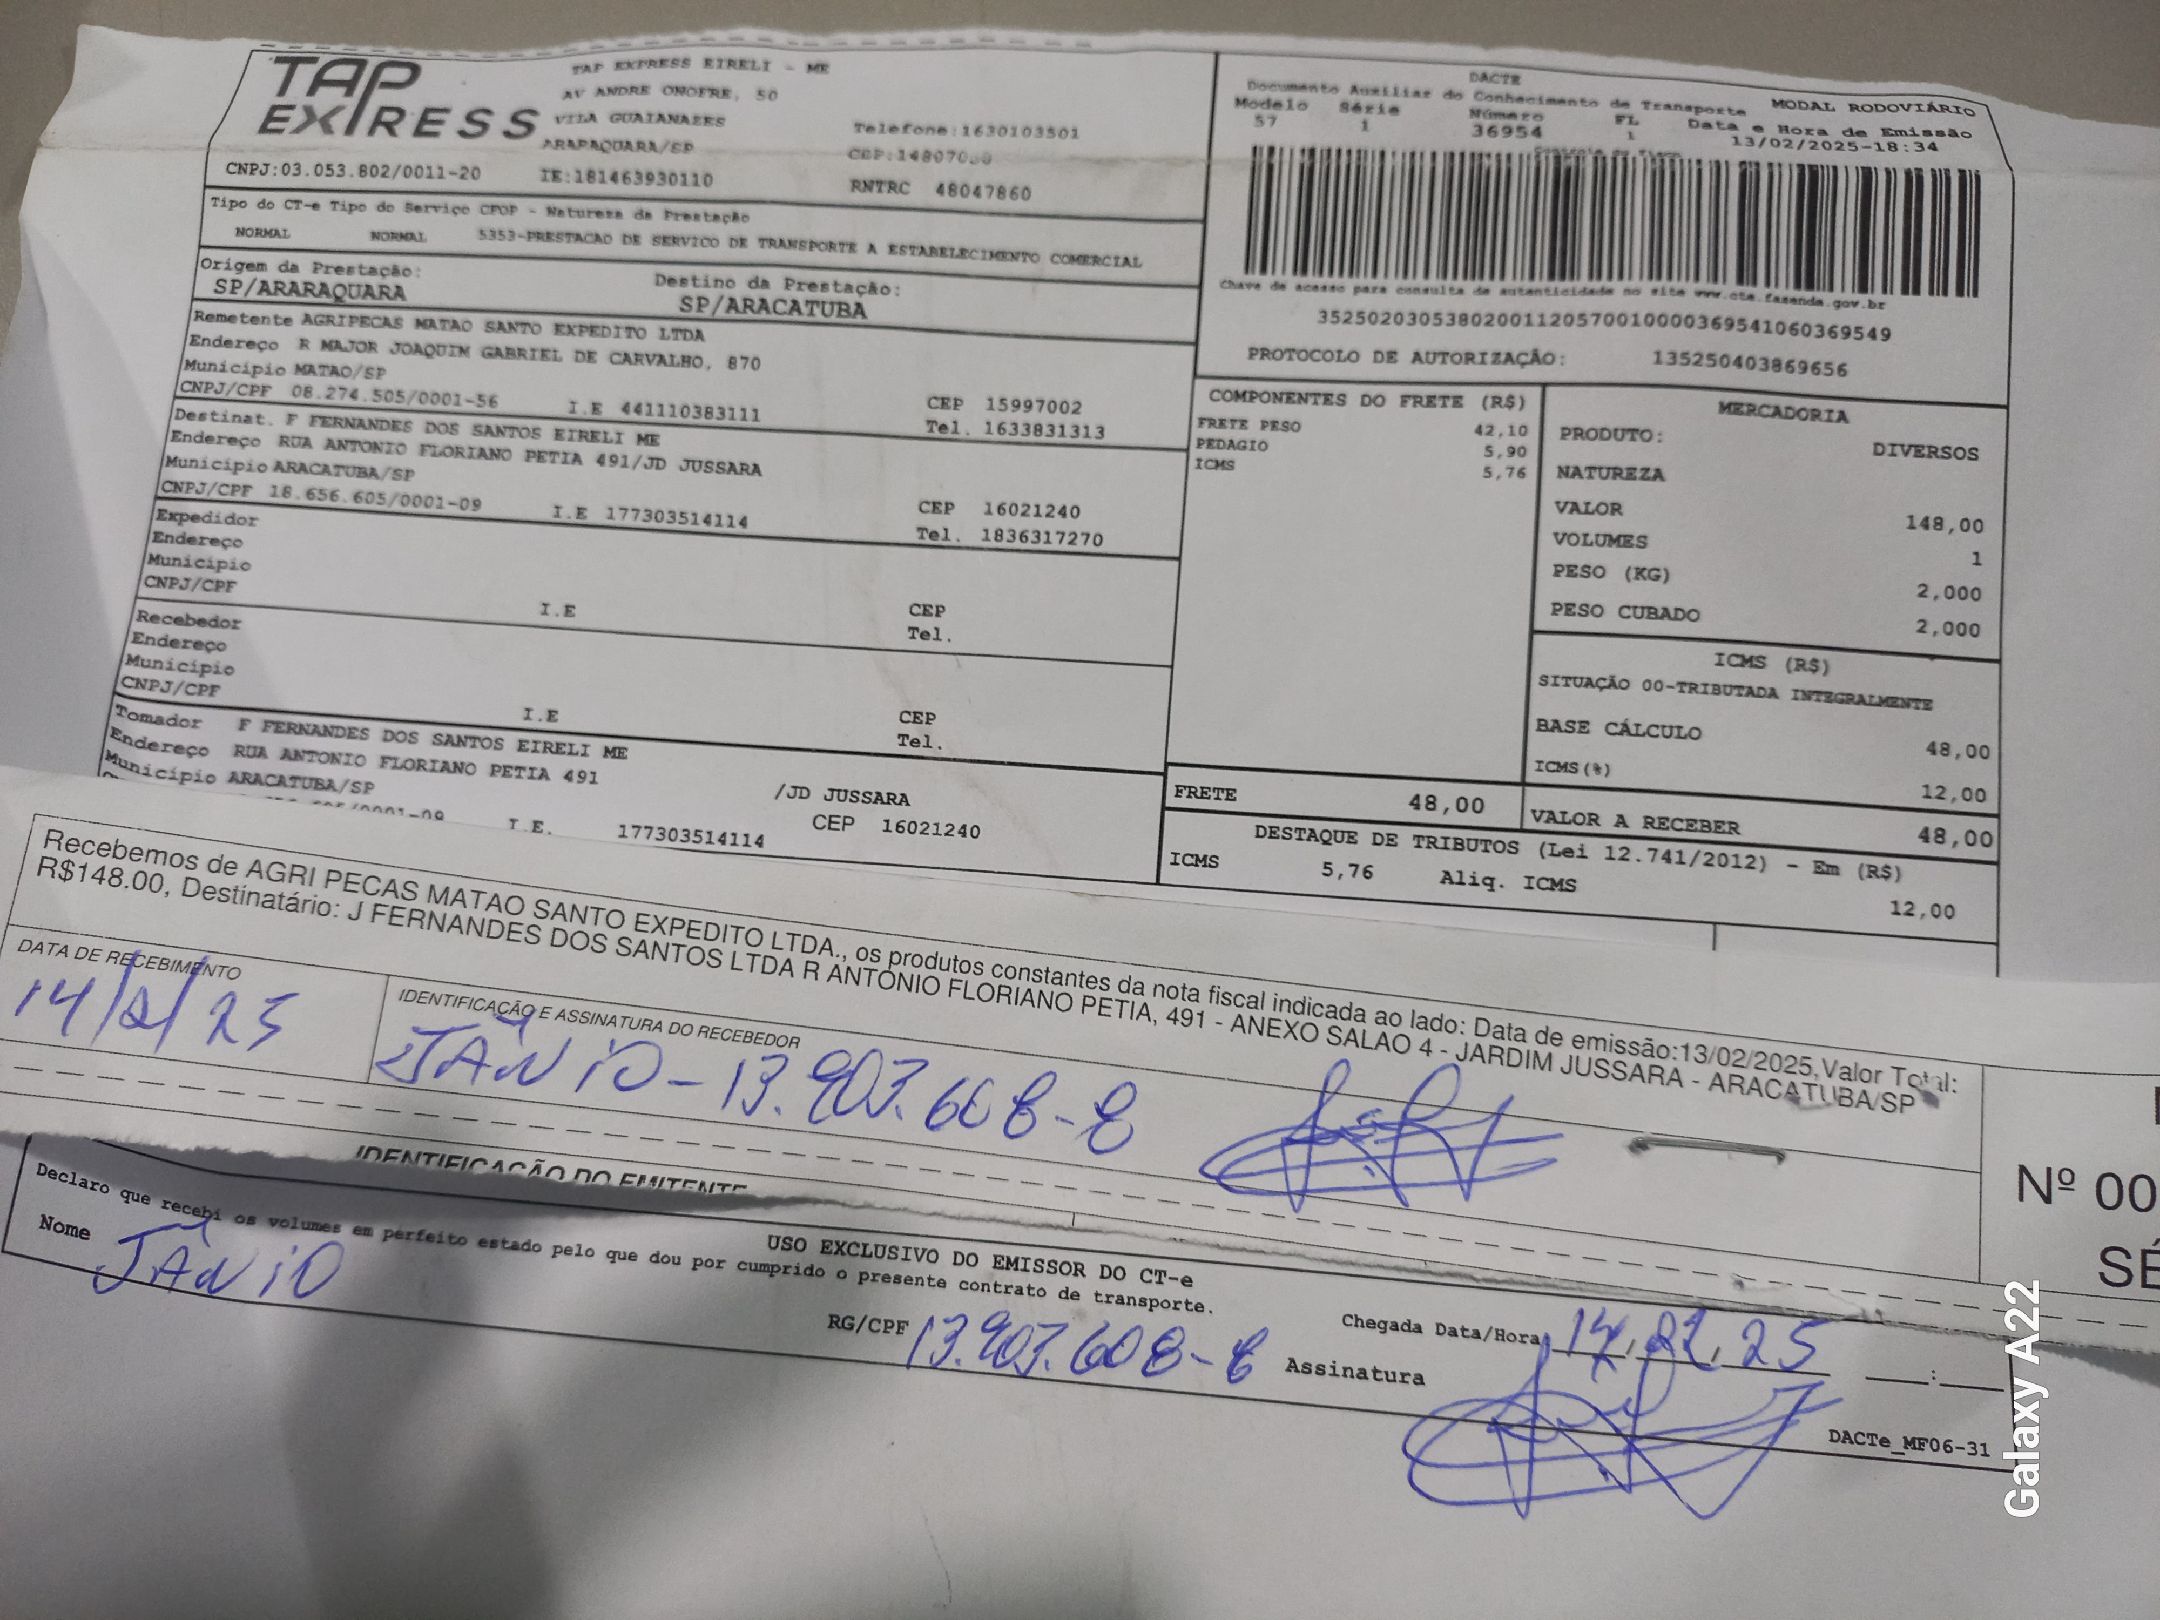 TAP EXPRESS
TAP EXPRESS EIRELI - ME
AV ANDRE ONOFRE, 50
VILA GUAIANAZES
ARARAQUARA/SP
Telefone:1630103501
CNPJ:03.053.802/0011-20 IE:181463930110 RNTRC 48047860
Tipo do CT-e Tipo do Serviço CFOP - Natureza da Prestação
NORMAL NORMAL 5353-PRESTACAO DE SERVICO DE TRANSPORTE A ESTABELECIMENTO COMERCIAL
Origem da Prestação: Destino da Prestação:
SP/ARARAQUARA SP/ARACATUBA
Remetente AGRIPECAS MATAO SANTO EXPEDITO LTDA
Endereço R MAJOR JOAQUIM GABRIEL DE CARVALHO, 870
Município MATAO/SP CEP 15997002
CNPJ/CPF 08.274.505/0001-56 I.E 441110383111 Tel. 1633831313
Destinat. F FERNANDES DOS SANTOS EIRELI ME
Endereço RUA ANTONIO FLORIANO PETIA 491/JD JUSSARA
Município ARACATUBA/SP CEP 16021240
CNPJ/CPF 18.656.605/0001-09 I.E 177303514114 Tel. 1836317270
Expedidor
Endereço
Município CEP
CNPJ/CPF I.E Tel.
Recebedor
Endereço
Município CEP
CNPJ/CPF I.E Tel.
Tomador F FERNANDES DOS SANTOS EIRELI ME
Endereço RUA ANTONIO FLORIANO PETIA 491 /JD JUSSARA
Município ARACATUBA/SP CEP 16021240
I.E. 177303514114
DACTE
Documento Auxiliar do Conhecimento de Transporte MODAL RODOVIÁRIO
Modelo Série Número FL Data e Hora de Emissão
57 1 36954 1 13/02/2025-18:34
Chave de acesso para consulta de autenticidade no site www.cte.fazenda.gov.br
35250203053802001120570010000369541060369549
PROTOCOLO DE AUTORIZAÇÃO: 135250403869656
COMPONENTES DO FRETE (R$)
FRETE PESO 42,10
PEDAGIO 5,90
ICMS 5,76
MERCADORIA
PRODUTO: DIVERSOS
NATUREZA
VALOR 148,00
VOLUMES 1
PESO (KG) 2,000
PESO CUBADO 2,000
ICMS (R$)
SITUAÇÃO 00-TRIBUTADA INTEGRALMENTE
BASE CÁLCULO 48,00
ICMS(%) 12,00
FRETE 48,00 VALOR A RECEBER 48,00
DESTAQUE DE TRIBUTOS (Lei 12.741/2012) - Em (R$)
ICMS 5,76 Aliq. ICMS 12,00
Recebemos de AGRI PECAS MATAO SANTO EXPEDITO LTDA., os produtos constantes da nota fiscal indicada ao lado: Data de emissão:13/02/2025,Valor Total:
R$148.00, Destinatário: J FERNANDES DOS SANTOS LTDA R ANTONIO FLORIANO PETIA, 491 - ANEXO SALAO 4 - JARDIM JUSSARA - ARACATUBA/SP
DATA DE RECEBIMENTO IDENTIFICAÇÃO E ASSINATURA DO RECEBEDOR
14/2/25 JÂNIO - 13.903.608-8
Nº 00
SÉ
IDENTIFICAÇÃO DO EMITENTE
USO EXCLUSIVO DO EMISSOR DO CT-e
Declaro que recebi os volumes em perfeito estado pelo que dou por cumprido o presente contrato de transporte.
Nome JÂNIO RG/CPF 13.903.608-8 Chegada Data/Hora 14, 02, 25 :
Assinatura
DACTe_MF06-31
Galaxy A22